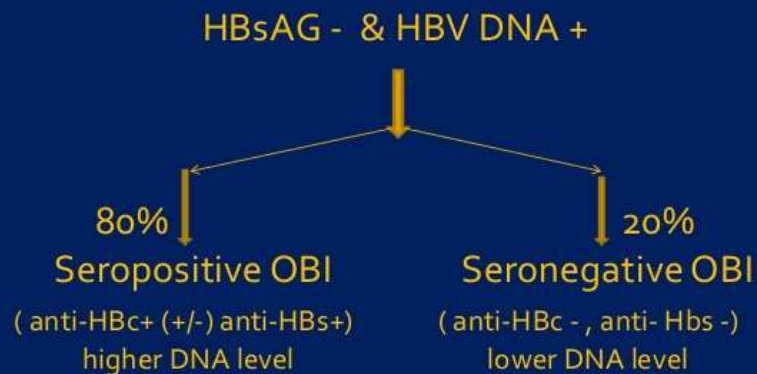 HBsAG - & HBV DNA +
80%
20%
Seropositive OBI
Seronegative OBI
( anti-HBc+ (+/-) anti-HBs+)
( anti-HBc - , anti- Hbs -)
higher DNA level
lower DNA level